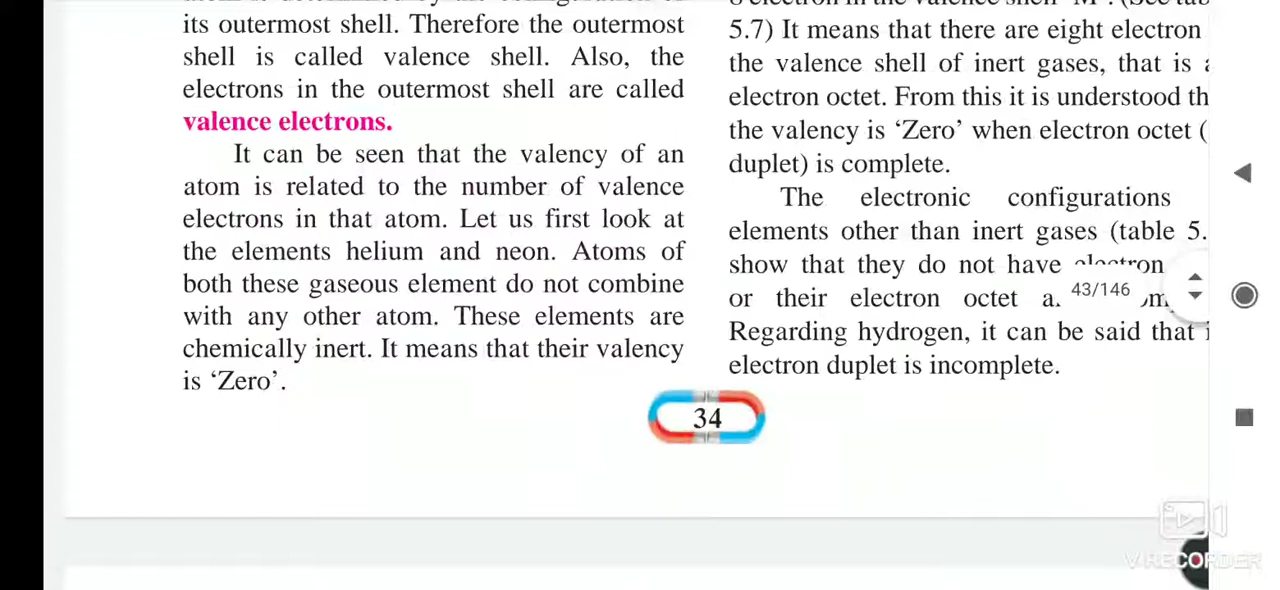 its outermost shell. Therefore the outermost
shell is called valence shell. Also, the
electrons in the outermost shell are called
valence electrons.
It can be seen that the valency of an
atom is related to the number of valence
electrons in that atom. Let us first look at
the elements helium and neon. Atoms of
both these gaseous element do not combine
with any other atom. These elements are
chemically inert. It means that their valency
is ‘Zero’.
5.7) It means that there are eight electron
the valence shell of inert gases, that is
electron octet. From this it is understood th
the valency is ‘Zero’ when electron octet (
duplet) is complete.
The electronic configurations
elements other than inert gases (table 5.
show that they do not have electron
or their electron octet
Regarding hydrogen, it can be said that
electron duplet is incomplete.
43/146
34
V RECORDER